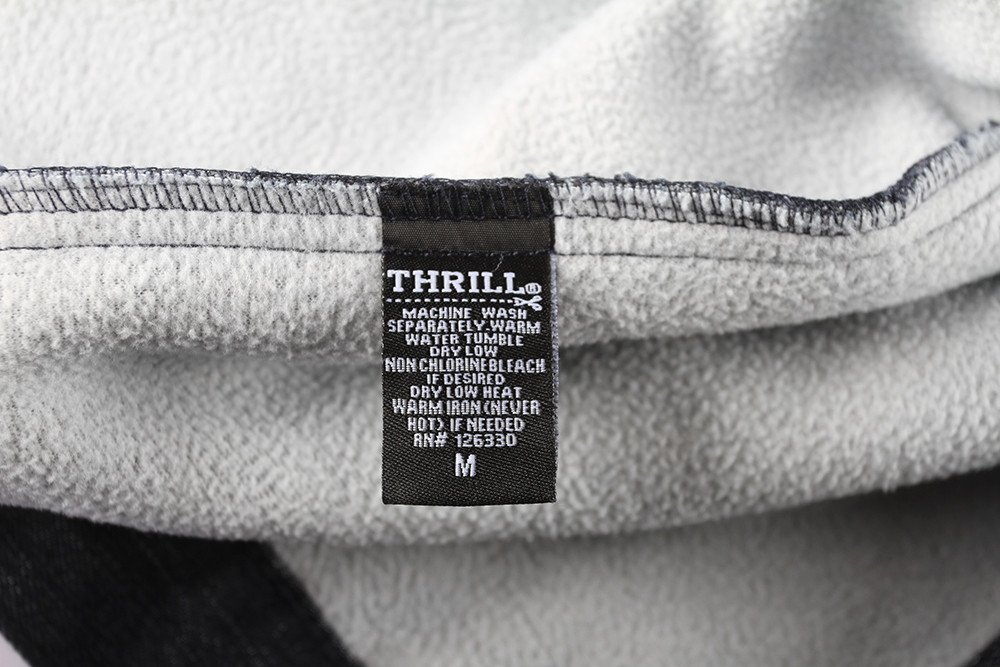 THRILL®
MACHINE WASH
SEPARATELY-WARM
WATER TUMBLE
DRY LOW
NON CHLORINE BLEACH
IF DESIRED
DRY LOW HEAT
WARM IRON (NEVER
HOT) IF NEEDED
RN# 126330
M